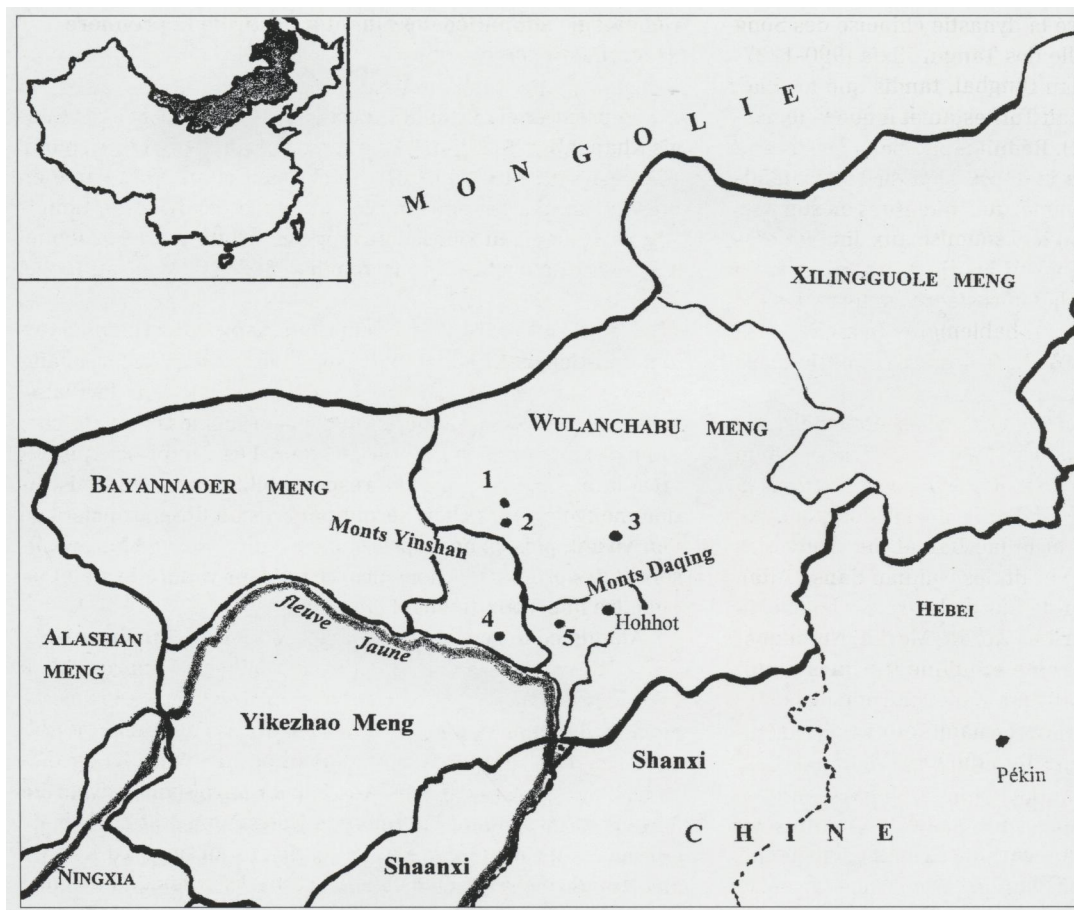 MONGOLIE
XILINGGUOLE MENG
WULANCHABU MENG
BAYANNAOER MENG
1
2
3
Monts Yinshan
Monts Daqing
fleuve
Jaune
HEBEI
Hohhot
4
5
ALASHAN
MENG
Yikezhao Meng
Shanxi
Pékin
CHINE
Shaanxi
NINGXIA